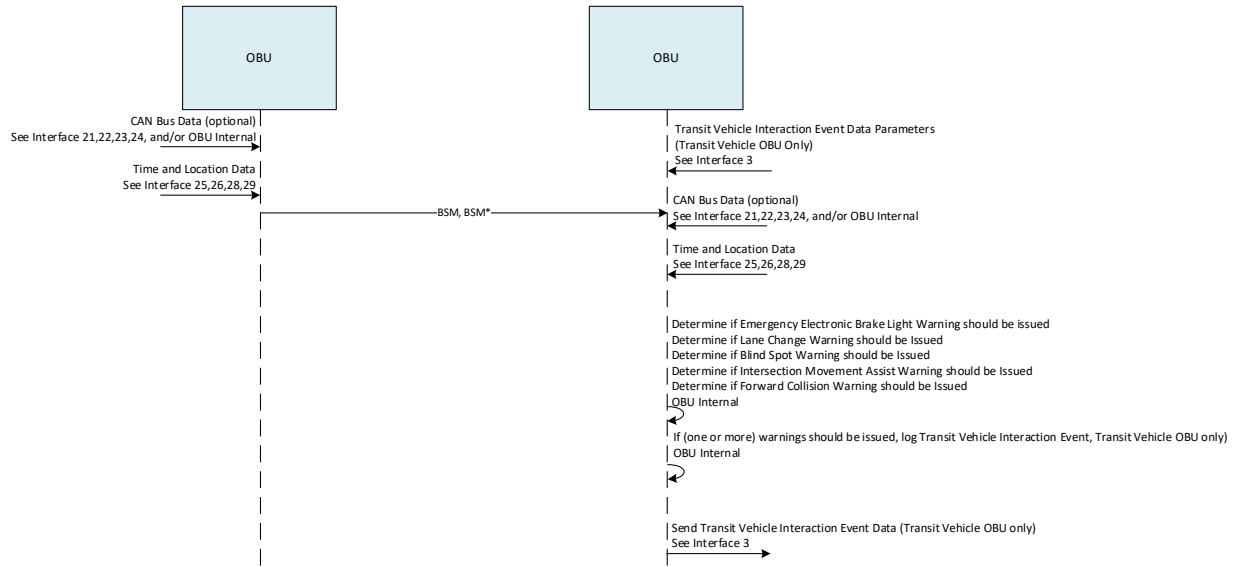 OBU
OBU
CAN Bus Data (optional)
See Interface 21,22,23,24, and/or OBU Internal
Transit Vehicle Interaction Event Data Parameters
(Transit Vehicle OBU Only)
See Interface 3
Time and Location Data
See Interface 25,26,28,29
BSM, BSM*
CAN Bus Data (optional)
See Interface 21,22,23,24, and/or OBU Internal
Time and Location Data
See Interface 25,26,28,29
Determine if Emergency Electronic Brake Light Warning should be issued
Determine if Lane Change Warning should be Issued
Determine if Blind Spot Warning should be Issued
Determine if Intersection Movement Assist Warning should be Issued
Determine if Forward Collision Warning should be Issued
OBU Internal
If (one or more) warnings should be issued, log Transit Vehicle Interaction Event, Transit Vehicle OBU only)
OBU Internal
Send Transit Vehicle Interaction Event Data (Transit Vehicle OBU only)
See Interface 3